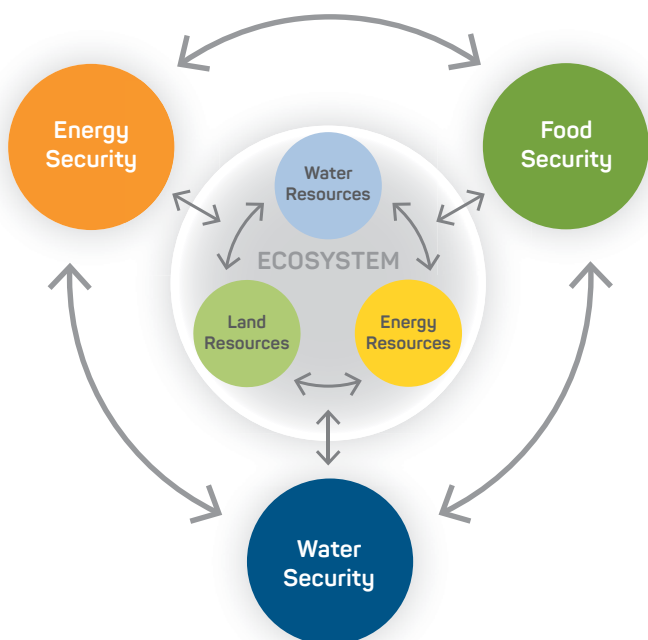 Energy
Security
Food
Security
Water
Resources
ECOSYSTEM
Land
Resources
Energy
Resources
Water
Security